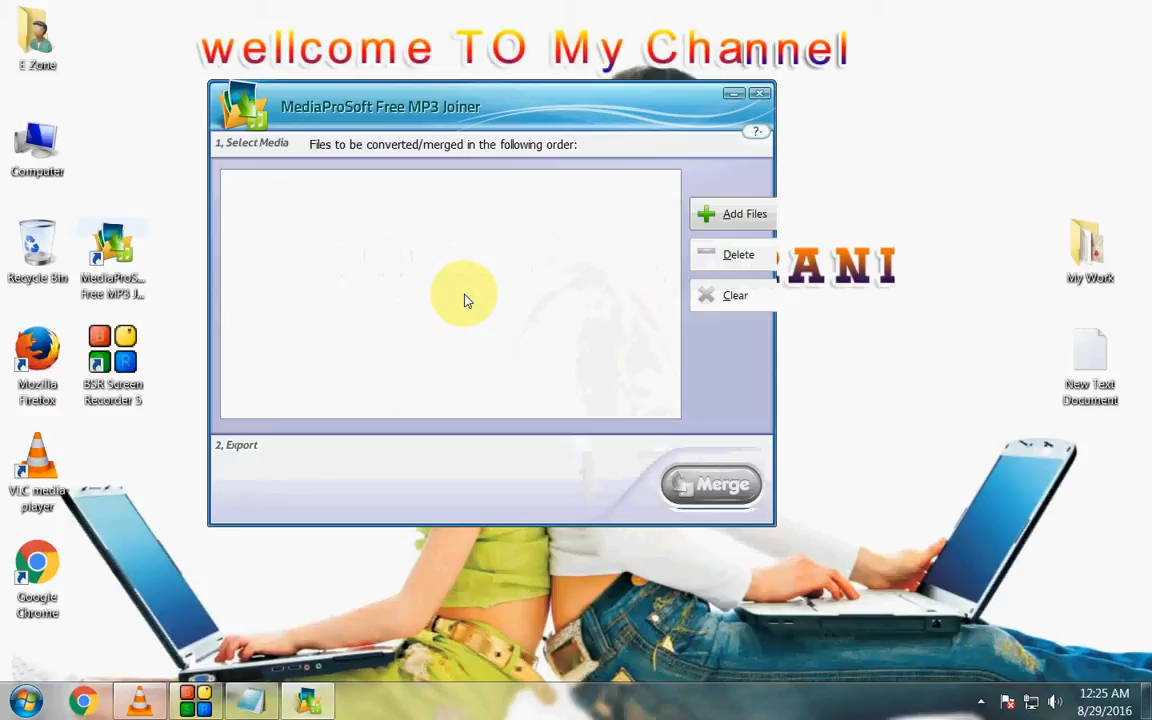 wellcome TO My Channel
E Zone
Computer
Recycle Bin
MediaProS...
Free MP3 J...
Mozilla
Firefox
BSR Screen
Recorder 5
VLC media
player
Google
Chrome
MediaProSoft Free MP3 Joiner
?
1, Select Media
Files to be converted/merged in the following order:
Add Files
Delete
Clear
2, Export
Merge
ANI
My Work
New Text
Document
12:25 AM
8/29/2016